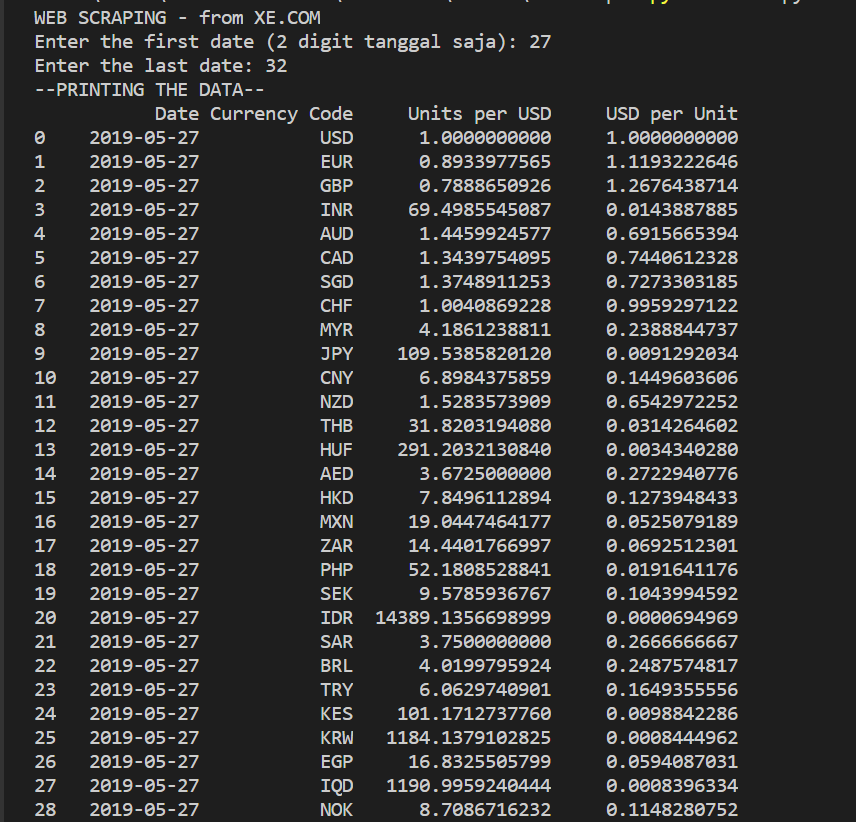 WEB SCRAPING - from XE.COM
Enter the first date (2 digit tanggal saja): 27
Enter the last date: 32
--PRINTING THE DATA--
Date Currency Code Units per USD USD per Unit
0 2019-05-27 USD 1.0000000000 1.0000000000
1 2019-05-27 EUR 0.8933977565 1.1193222646
2 2019-05-27 GBP 0.7888650926 1.2676438714
3 2019-05-27 INR 69.4985545087 0.0143887885
4 2019-05-27 AUD 1.4459924577 0.6915665394
5 2019-05-27 CAD 1.3439754095 0.7440612328
6 2019-05-27 SGD 1.3748911253 0.7273303185
7 2019-05-27 CHF 1.0040869228 0.9959297122
8 2019-05-27 MYR 4.1861238811 0.2388844737
9 2019-05-27 JPY 109.5385820120 0.0091292034
10 2019-05-27 CNY 6.8984375859 0.1449603606
11 2019-05-27 NZD 1.5283573909 0.6542972252
12 2019-05-27 THB 31.8203194080 0.0314264602
13 2019-05-27 HUF 291.2032130840 0.0034340280
14 2019-05-27 AED 3.6725000000 0.2722940776
15 2019-05-27 HKD 7.8496112894 0.1273948433
16 2019-05-27 MXN 19.0447464177 0.0525079189
17 2019-05-27 ZAR 14.4401766997 0.0692512301
18 2019-05-27 PHP 52.1808528841 0.0191641176
19 2019-05-27 SEK 9.5785936767 0.1043994592
20 2019-05-27 IDR 14389.1356698999 0.0000694969
21 2019-05-27 SAR 3.7500000000 0.2666666667
22 2019-05-27 BRL 4.0199795924 0.2487574817
23 2019-05-27 TRY 6.0629740901 0.1649355556
24 2019-05-27 KES 101.1712737760 0.0098842286
25 2019-05-27 KRW 1184.1379102825 0.0008444962
26 2019-05-27 EGP 16.8325505799 0.0594087031
27 2019-05-27 IQD 1190.9959240444 0.0008396334
28 2019-05-27 NOK 8.7086716232 0.1148280752